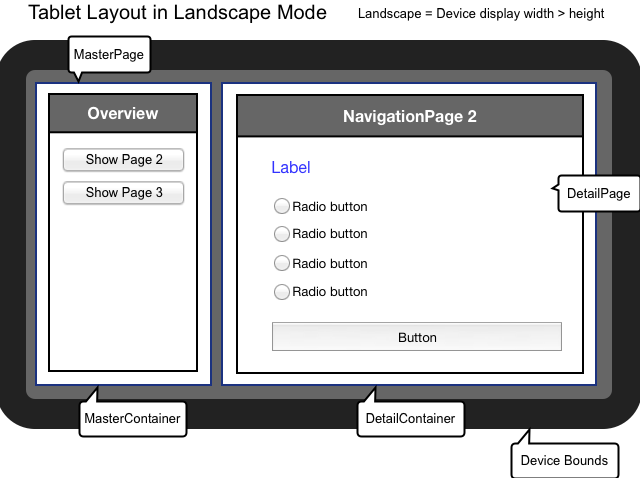 Tablet Layout in Landscape Mode
Landscape = Device display width > height
MasterPage
Overview
Show Page 2
Show Page 3
NavigationPage 2
Label
Radio button
Radio button
Radio button
Radio button
Button
DetailPage
MasterContainer
DetailContainer
Device Bounds